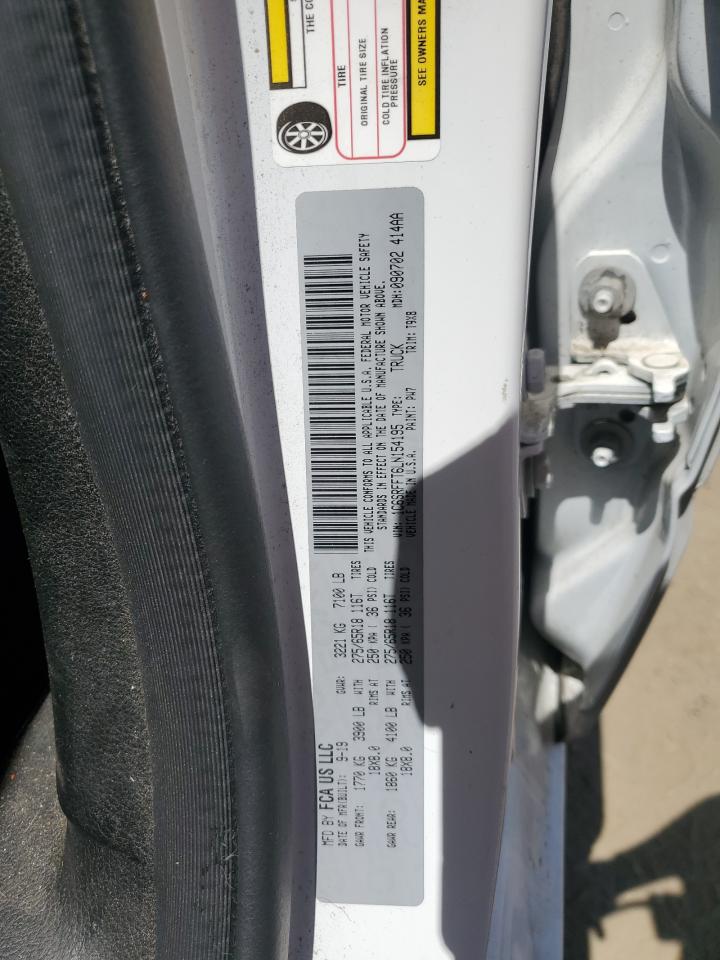 MFD BY FCA US LLC
DATE OF MFR(BUILT): 9-19 GVWR: 3221 KG 7100 LB
GAWR FRONT: 1770 KG 3900 LB WITH 275/65R18 116T TIRES
18X8.0 RIMS AT 250 KPA ( 36 PSI) COLD
GAWR REAR: 1860 KG 4100 LB WITH 275/65R18 116T TIRES
18X8.0 RIMS AT 250 KPA ( 36 PSI) COLD
THIS VEHICLE CONFORMS TO ALL APPLICABLE U.S.A. FEDERAL MOTOR VEHICLE SAFETY
STANDARDS IN EFFECT ON THE DATE OF MANUFACTURE SHOWN ABOVE.
VIN: 1C6SRFFT6LN154195 TYPE: TRUCK MDH:090702 414AA
VEHICLE MADE IN U.S.A. PAINT: PW7 TRIM: T9X8
THE CO
TIRE
ORIGINAL TIRE SIZE
COLD TIRE INFLATION
PRESSURE
SEE OWNERS MA